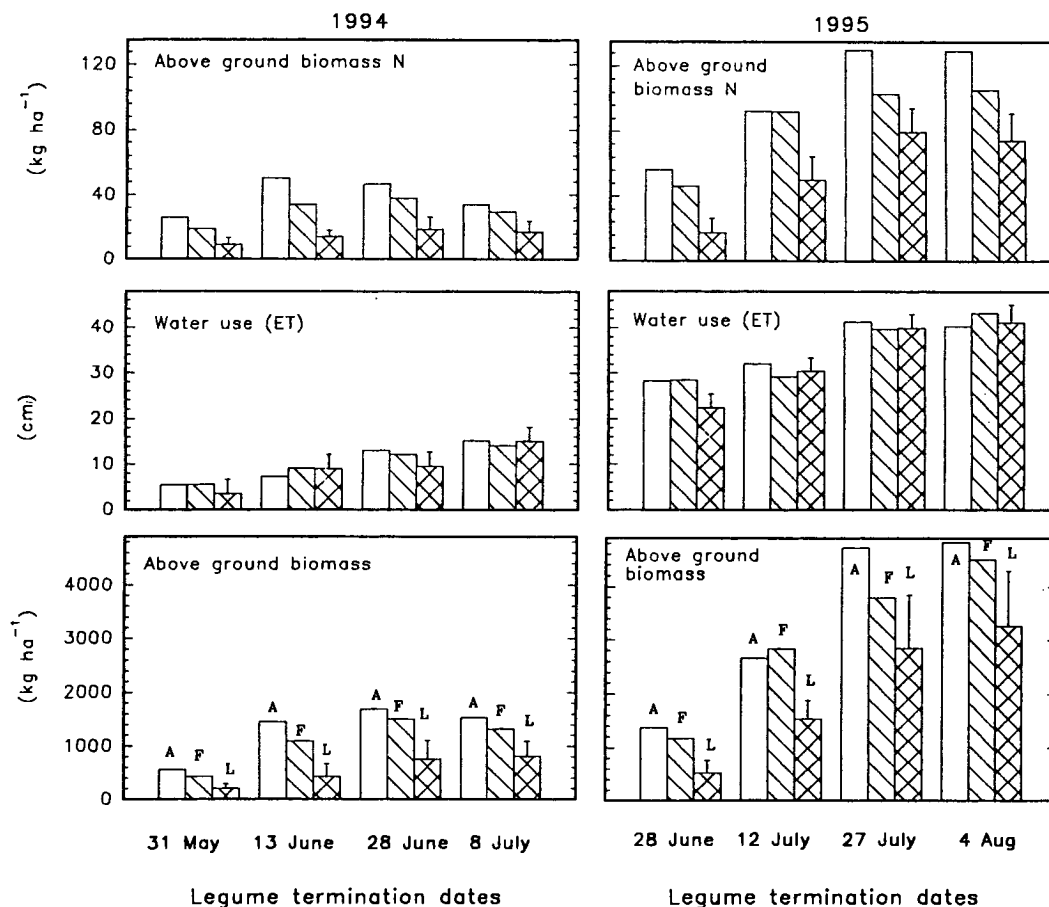 1994
1995
Above ground biomass N
Above ground
biomass N
(kg ha⁻¹)
120
80
40
0
Water use (ET)
Water use (ET)
(cm)
40
30
20
10
0
Above ground biomass
Above ground
biomass
(kg ha⁻¹)
4000
3000
2000
1000
0
A F L A F L A F L A F L
A F L A F L A F L A F L
31 May 13 June 28 June 8 July
28 June 12 July 27 July 4 Aug
Legume termination dates
Legume termination dates